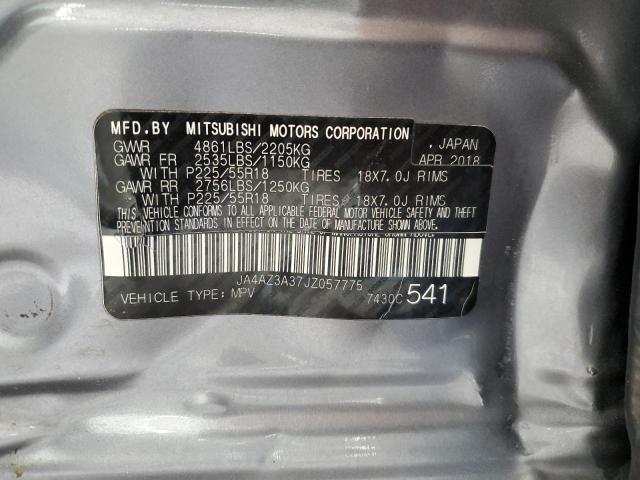 MFD.BY MITSUBISHI MOTORS CORPORATION
, JAPAN
GVWR 4861LBS/2205KG APR 2018
GAWR FR 2535LBS/1150KG
WITH P225/55R18 TIRES 18X7.0J RIMS
GAWR RR 2756LBS/1250KG
WITH P225/55R18 TIRES 18X7.0J RIMS
THIS VEHICLE CONFORMS TO ALL APPLICABLE FEDERAL MOTOR VEHICLE SAFETY AND THEFT
PREVENTION STANDARDS IN EFFECT ON THE DATE OF MANUFACTURE SHOWN ABOVE.
JA4AZ3A37JZ057775
VEHICLE TYPE: MPV 7430C 541